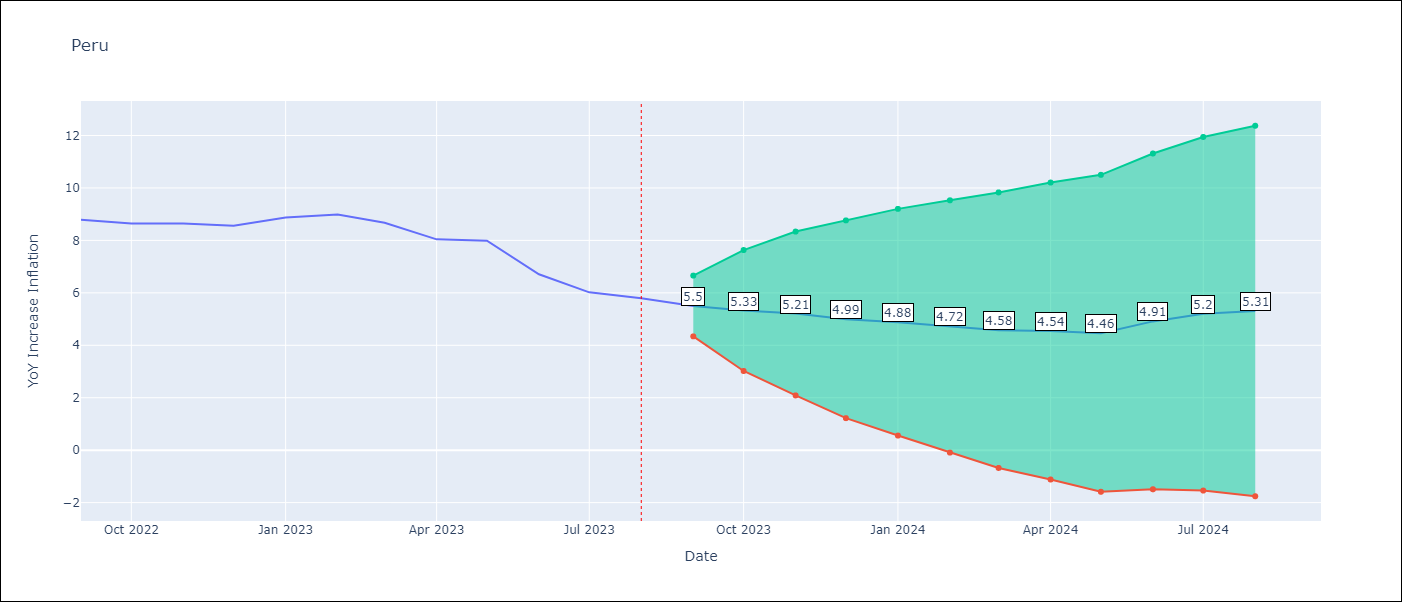 Peru
YoY Increase Inflation
12
10
8
6
4
2
0
−2
5.5
5.33
5.21
4.99
4.88
4.72
4.58
4.54
4.46
4.91
5.2
5.31
Oct 2022
Jan 2023
Apr 2023
Jul 2023
Oct 2023
Jan 2024
Apr 2024
Jul 2024
Date